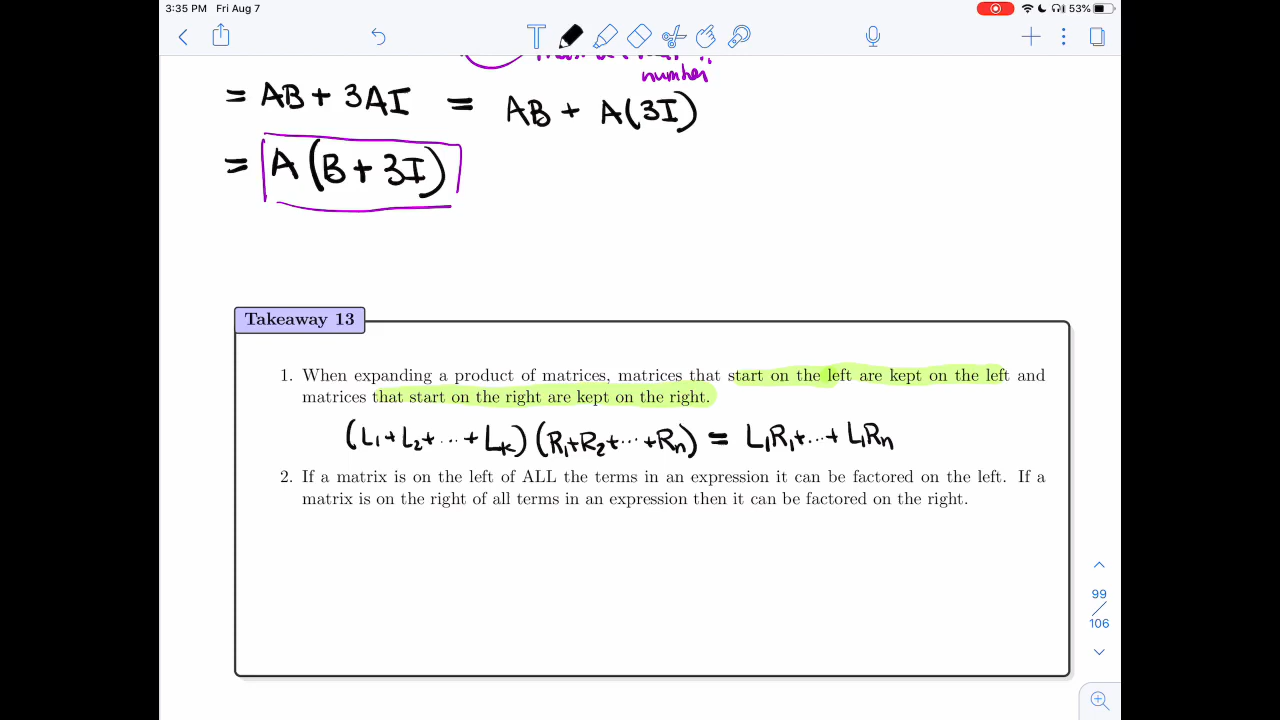 3:35 PM Fri Aug 7
53%
T
number
= AB + 3AI = AB + A(3I)
= A(B + 3I)
Takeaway 13
1. When expanding a product of matrices, matrices that start on the left are kept on the left and
matrices that start on the right are kept on the right.
(L₁+L₂+⋯+Lₖ)(R₁+R₂+⋯+Rₙ) = L₁R₁+⋯+L₁Rₙ
2. If a matrix is on the left of ALL the terms in an expression it can be factored on the left. If a
matrix is on the right of all terms in an expression then it can be factored on the right.
99
106